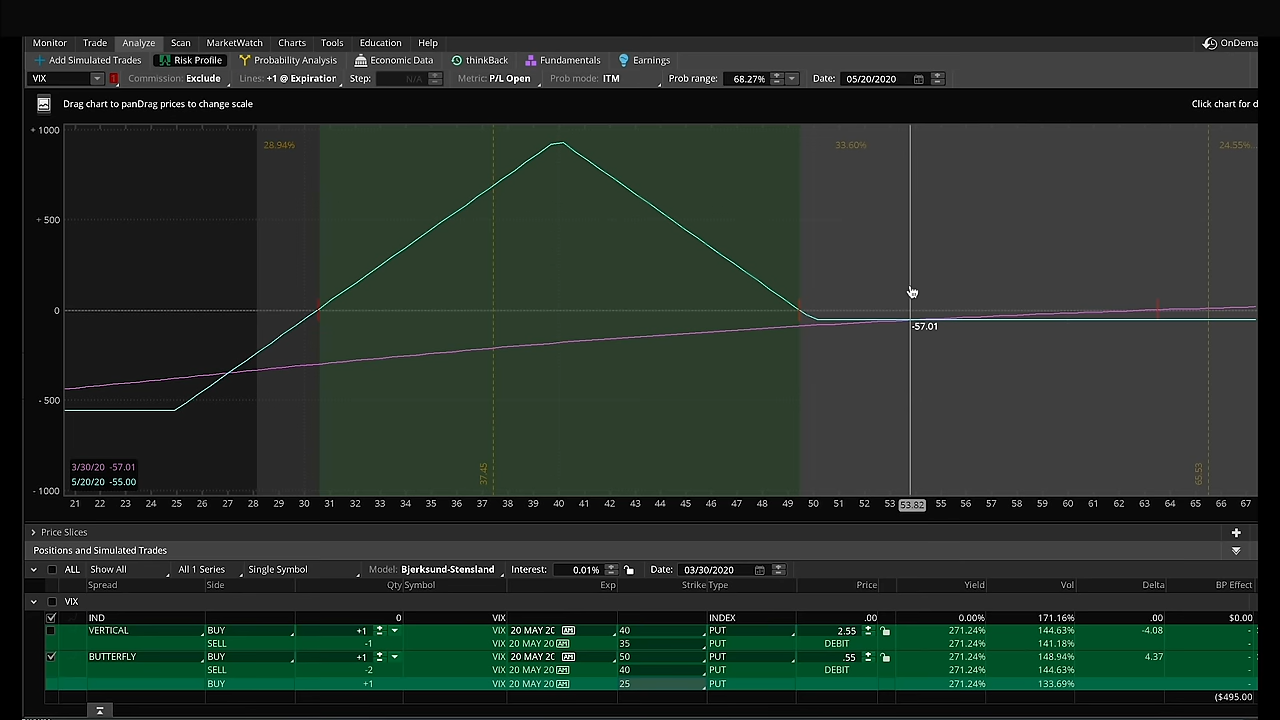 Monitor Trade Analyze Scan MarketWatch Charts Tools Education Help OnDema
Add Simulated Trades Risk Profile Probability Analysis Economic Data thinkBack Fundamentals Earnings
VIX 1 Commission: Exclude Lines: +1 @ Expiration Step: N/A Metric: P/L Open Prob mode: ITM Prob range: 68.27% Date: 05/20/2020
Drag chart to panDrag prices to change scale Click chart for d
+ 1000
28.94% 33.60% 24.55%...
+ 500
0
-57.01
- 500
37.45 65.53
3/30/20 -57.01
5/20/20 -55.00
- 1000
21 22 23 24 25 26 27 28 29 30 31 32 33 34 35 36 37 38 39 40 41 42 43 44 45 46 47 48 49 50 51 52 53 53.82 55 56 57 58 59 60 61 62 63 64 65 66 67
Price Slices
Positions and Simulated Trades
ALL Show All All 1 Series Single Symbol Model: Bjerksund-Stensland Interest: 0.01% Date: 03/30/2020
Spread Side Qty Symbol Exp Strike Type Price Yield Vol Delta BP Effect
VIX
IND 0 VIX INDEX .00 0.00% 171.16% .00 $0.00
VERTICAL BUY +1 VIX 20 MAY 20 AM 40 PUT 2.55 271.24% 144.63% -4.08 -
SELL -1 VIX 20 MAY 20 AM 35 PUT DEBIT 271.24% 141.18% -
BUTTERFLY BUY +1 VIX 20 MAY 20 AM 50 PUT .55 271.24% 148.94% 4.37 -
SELL -2 VIX 20 MAY 20 AM 40 PUT DEBIT 271.24% 144.63% -
BUY +1 VIX 20 MAY 20 AM 25 PUT 271.24% 133.69% -
($495.00